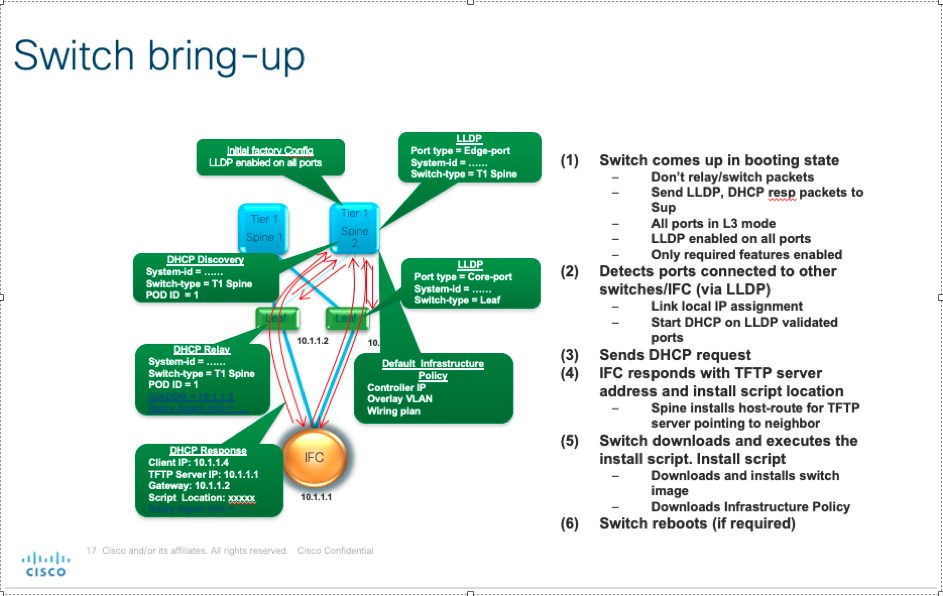 Switch bring-up
Initial factory Config
LLDP enabled on all ports
LLDP
Port type = Edge-port
System-id = ……
Switch-type = T1 Spine
Tier 1
Spine 1
Tier 1
Spine
2
DHCP Discovery
System-id = ……
Switch-type = T1 Spine
POD ID = 1
LLDP
Port type = Core-port
System-id = ……
Switch-type = Leaf
Leaf
Leaf
10.1.1.2
10.
DHCP Relay
System-id = ……
Switch-type = T1 Spine
POD ID = 1
GIADDR = 10.1.1.2
Relay Agent Info = ……
Default Infrastructure
Policy
Controller IP
Overlay VLAN
Wiring plan
DHCP Response
Client IP: 10.1.1.4
TFTP Server IP: 10.1.1.1
Gateway: 10.1.1.2
Script Location: xxxxx
Relay Agent Info
IFC
10.1.1.1
(1) Switch comes up in booting state
– Don't relay/switch packets
– Send LLDP, DHCP resp packets to
Sup
– All ports in L3 mode
– LLDP enabled on all ports
– Only required features enabled
(2) Detects ports connected to other
switches/IFC (via LLDP)
– Link local IP assignment
– Start DHCP on LLDP validated
ports
(3) Sends DHCP request
(4) IFC responds with TFTP server
address and install script location
– Spine installs host-route for TFTP
server pointing to neighbor
(5) Switch downloads and executes the
install script. Install script
– Downloads and installs switch
image
– Downloads Infrastructure Policy
(6) Switch reboots (if required)
17 Cisco and/or its affiliates. All rights reserved. Cisco Confidential
CISCO